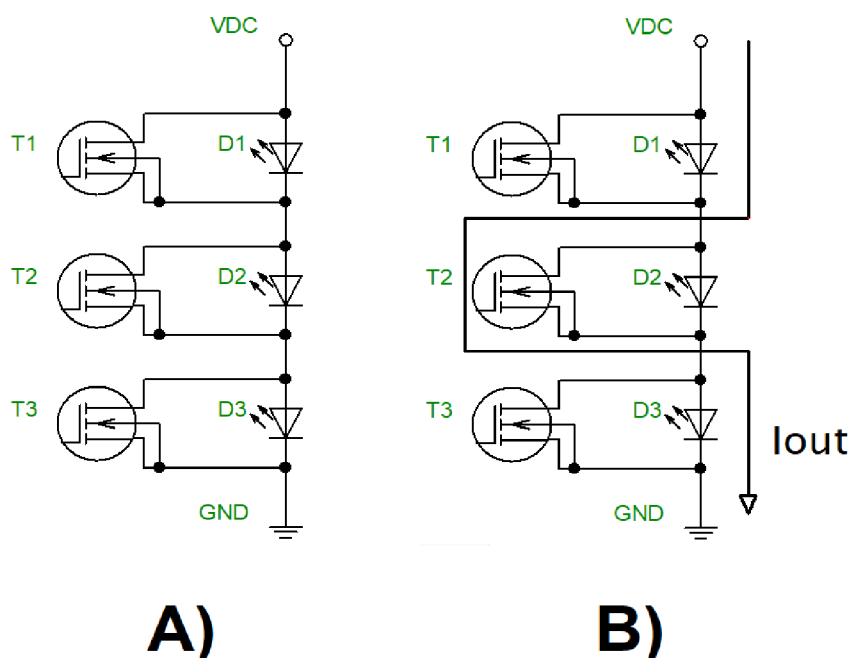 VDC
T1
D1
T2
D2
T3
D3
GND
A)
VDC
T1
D1
T2
D2
T3
D3
Iout
GND
B)